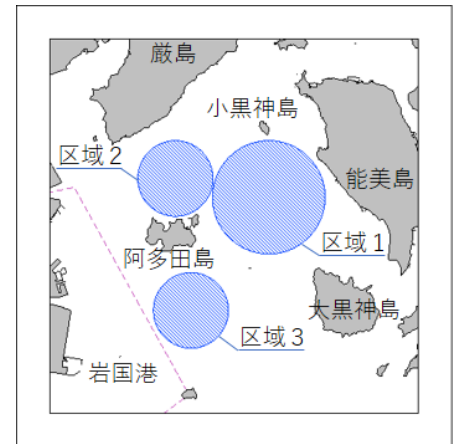 厳島
小黒神島
区域２
能美島
区域１
阿多田島
大黒神島
区域３
岩国港